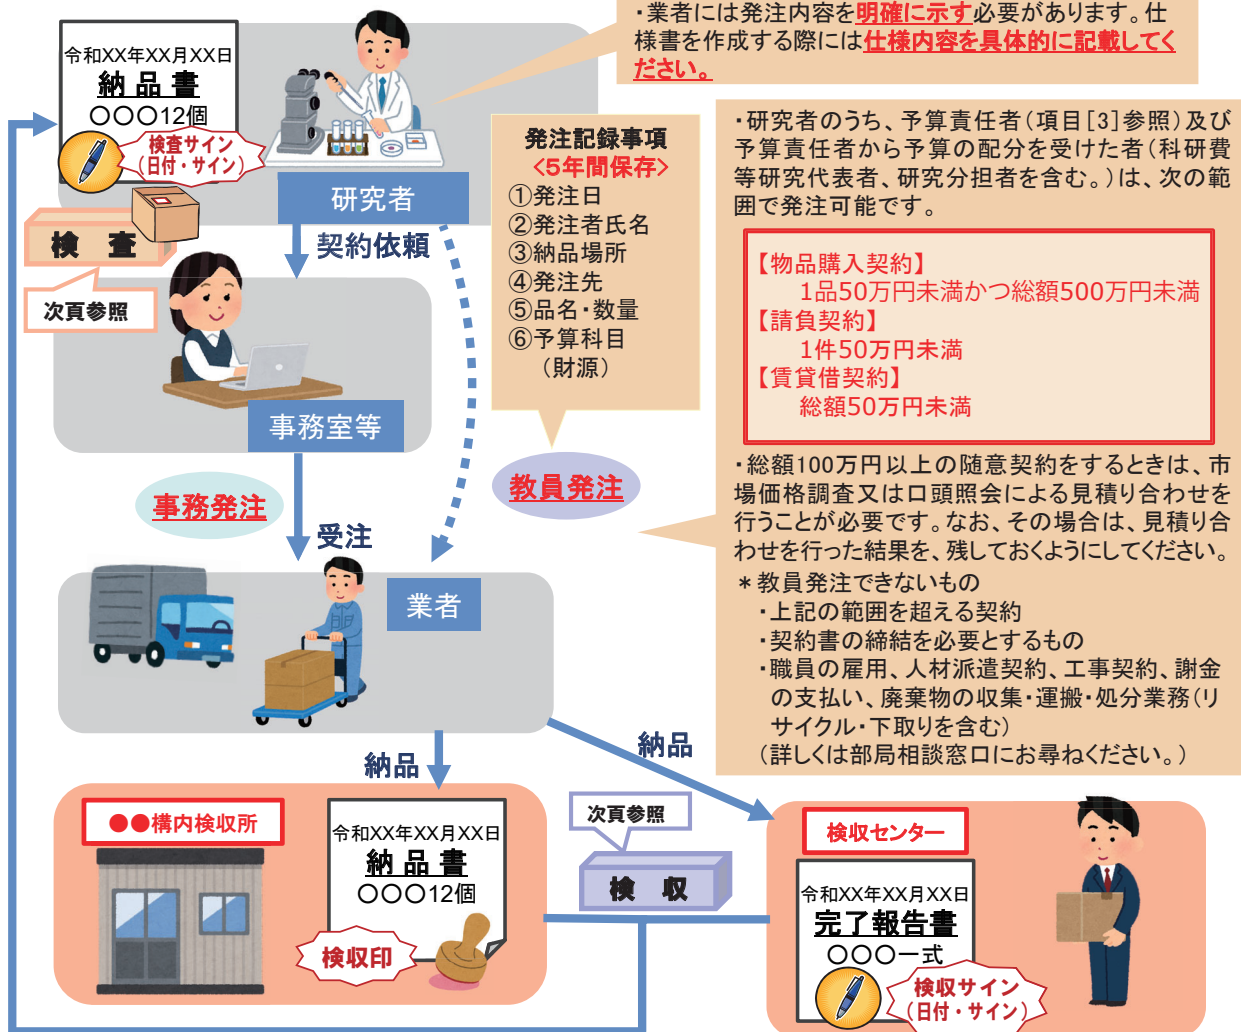 ・業者には発注内容を明確に示す必要があります。仕
様書を作成する際には仕様内容を具体的に記載してく
ださい。
令和XX年XX月XX日
納品書
〇〇〇12個
検査サイン
(日付・サイン)
研究者
検 査
次頁参照
契約依頼
発注記録事項
<5年間保存>
①発注日
②発注者氏名
③納品場所
④発注先
⑤品名・数量
⑥予算科目
（財源）
・研究者のうち、予算責任者（項目［3］参照）及び
予算責任者から予算の配分を受けた者（科研費
等研究代表者、研究分担者を含む。）は、次の範
囲で発注可能です。
【物品購入契約】
1品50万円未満かつ総額500万円未満
【請負契約】
1件50万円未満
【賃貸借契約】
総額50万円未満
・総額100万円以上の随意契約をするときは、市
場価格調査又は口頭照会による見積り合わせを
行うことが必要です。なお、その場合は、見積り合
わせを行った結果を、残しておくようにしてください。
＊教員発注できないもの
・上記の範囲を超える契約
・契約書の締結を必要とするもの
・職員の雇用、人材派遣契約、工事契約、謝金
の支払い、廃棄物の収集・運搬・処分業務（リ
サイクル・下取りを含む）
（詳しくは部局相談窓口にお尋ねください。）
事務室等
事務発注
教員発注
受注
業者
納品
納品
●●構内検収所
令和XX年XX月XX日
納品書
〇〇〇12個
検収印
次頁参照
検 収
検収センター
令和XX年XX月XX日
完了報告書
〇〇〇一式
検収サイン
(日付・サイン)